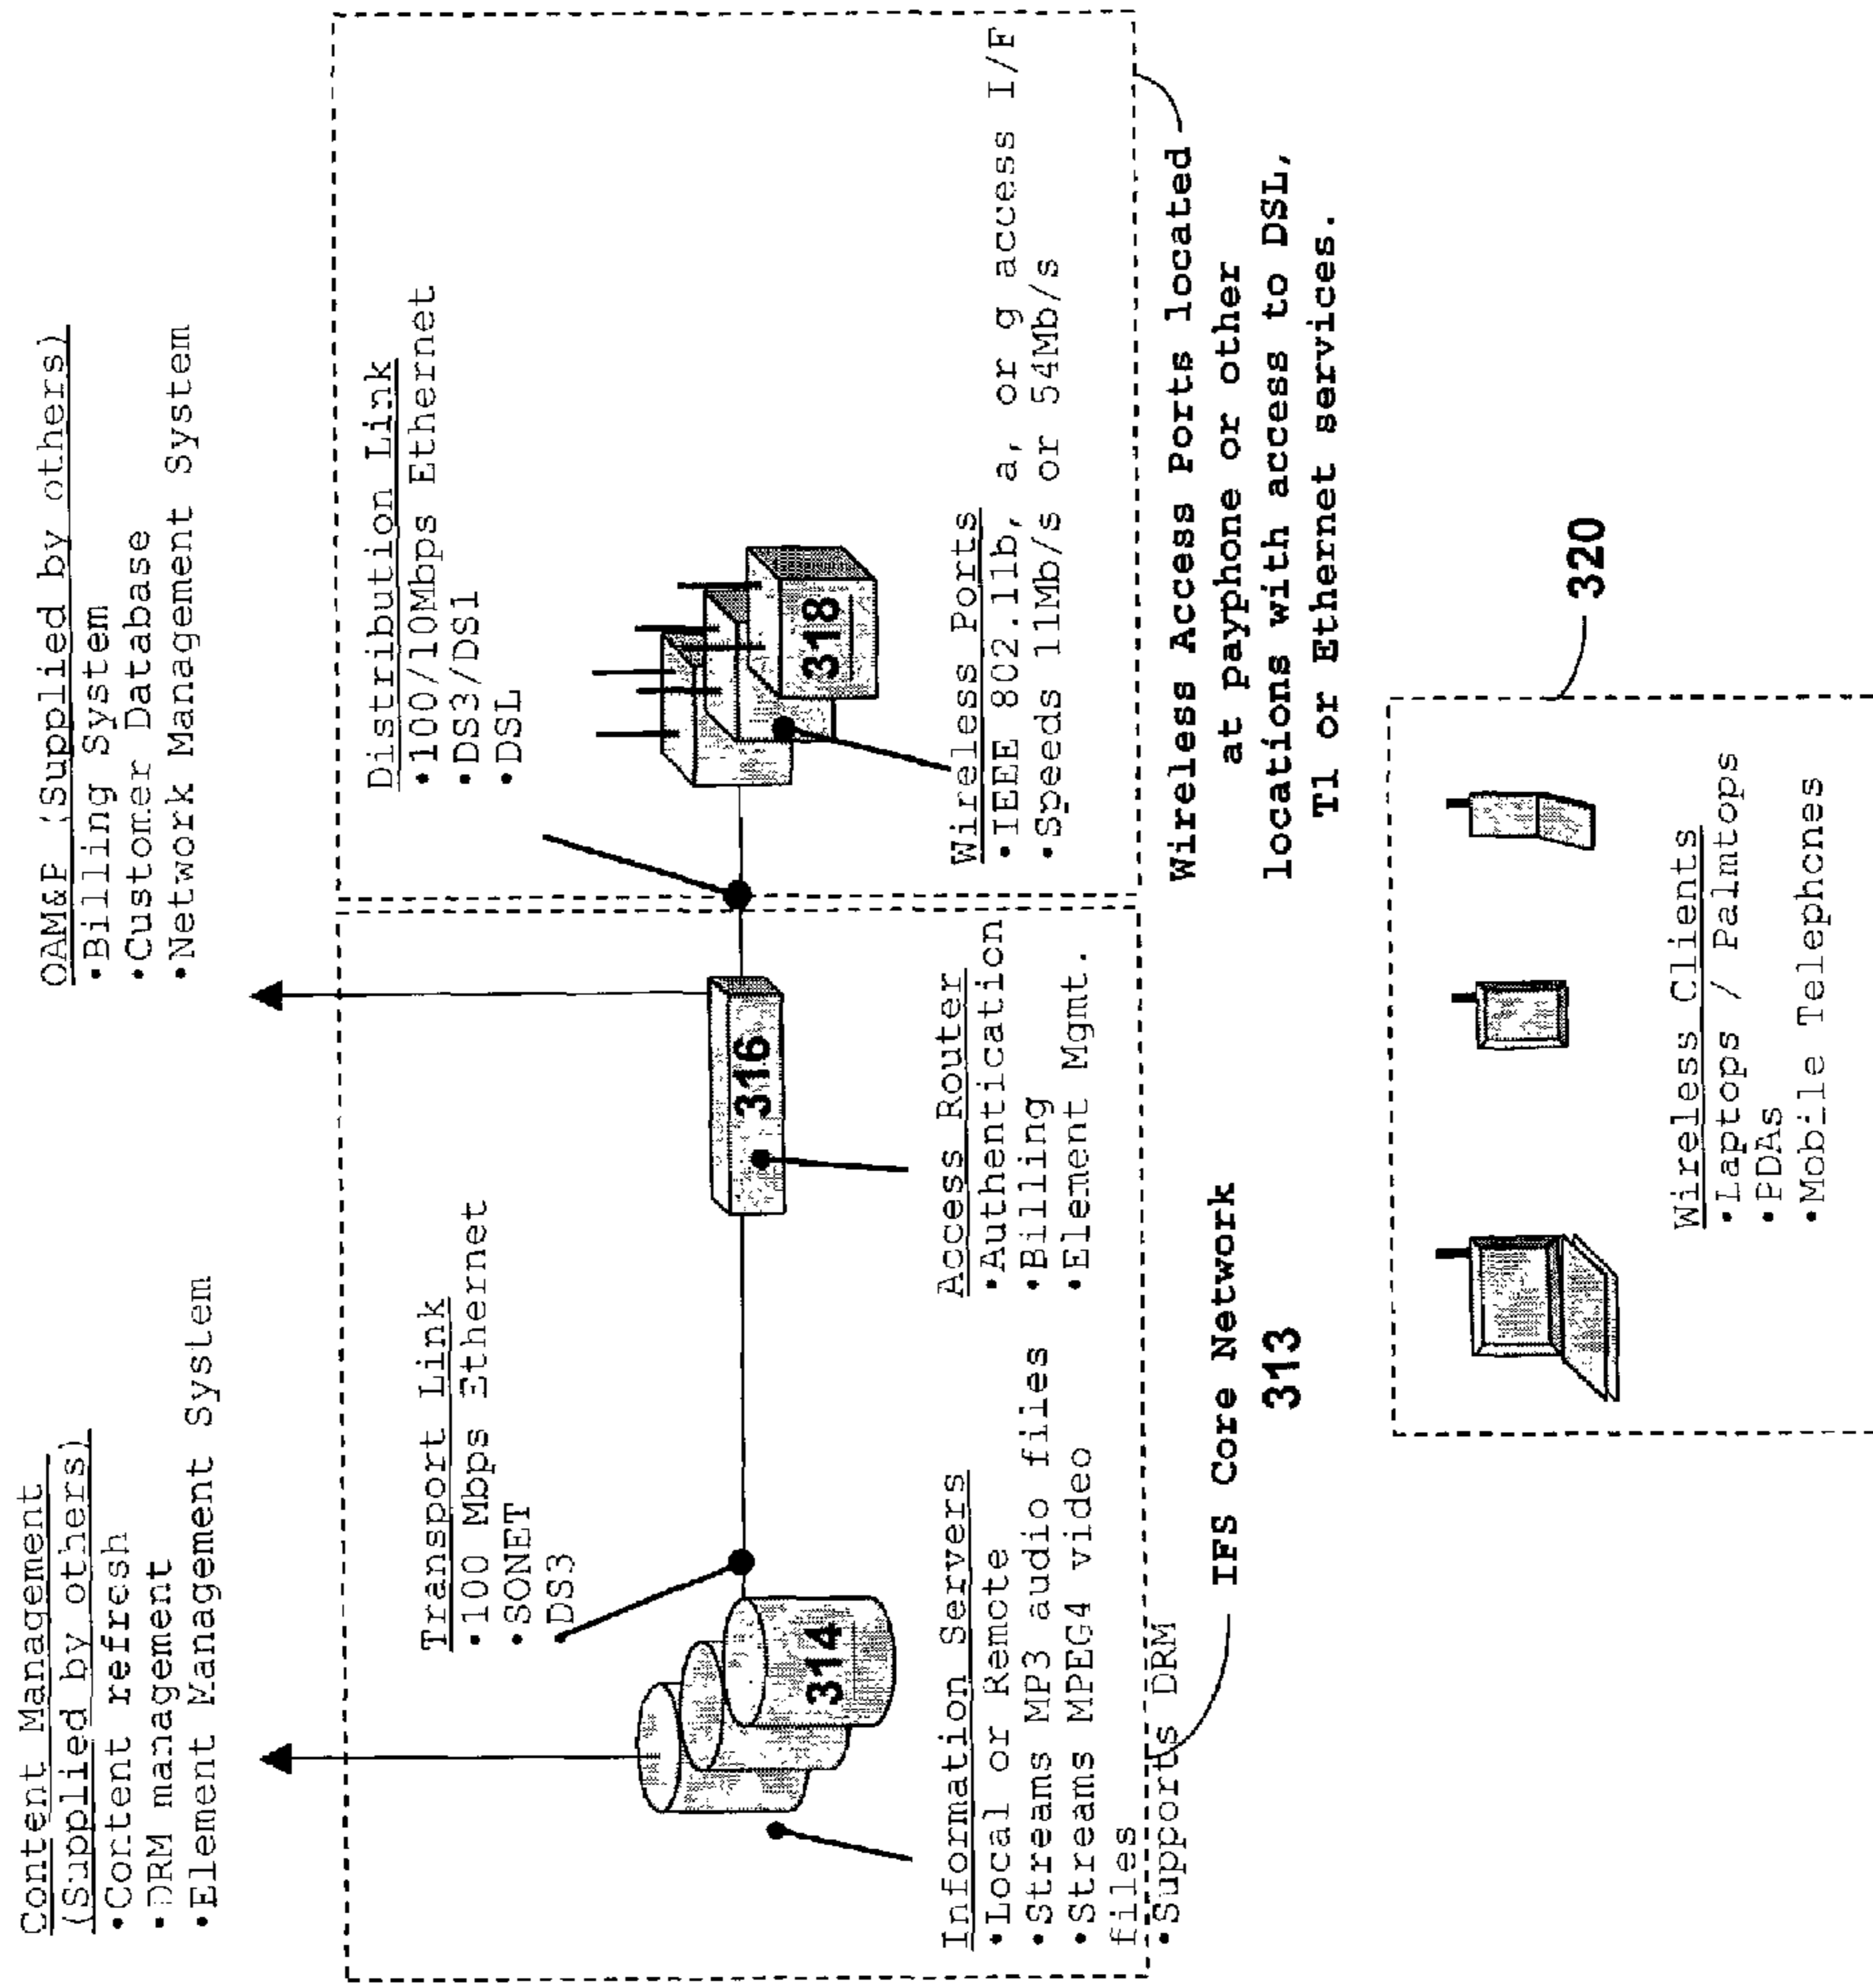 Content Management
(Supplied by others)
•Content refresh
•DRM management
•Element Management System
OAM&P (Supplied by others)
•Billing System
•Customer Database
•Network Management System
Transport Link
•100 Mbps Ethernet
•SONET
•DS3
Distribution Link
•100/10Mbps Ethernet
•DS3/DS1
•DSL
314
316
318
Information Servers
•Local or Remote
•Streams MP3 audio files
•Streams MPEG4 video
files
•Supports DRM
Access Router
•Authentication
•Billing
•Element Mgmt.
Wireless Ports
•IEEE 802.11b, a, or g access I/F
•Speeds 11Mb/s or 54Mb/s
IFS Core Network
313
Wireless Access Ports located
at payphone or other
locations with access to DSL,
T1 or Ethernet services.
320
Wireless Clients
•Laptops / Palmtops
•PDAs
•Mobile Telephones